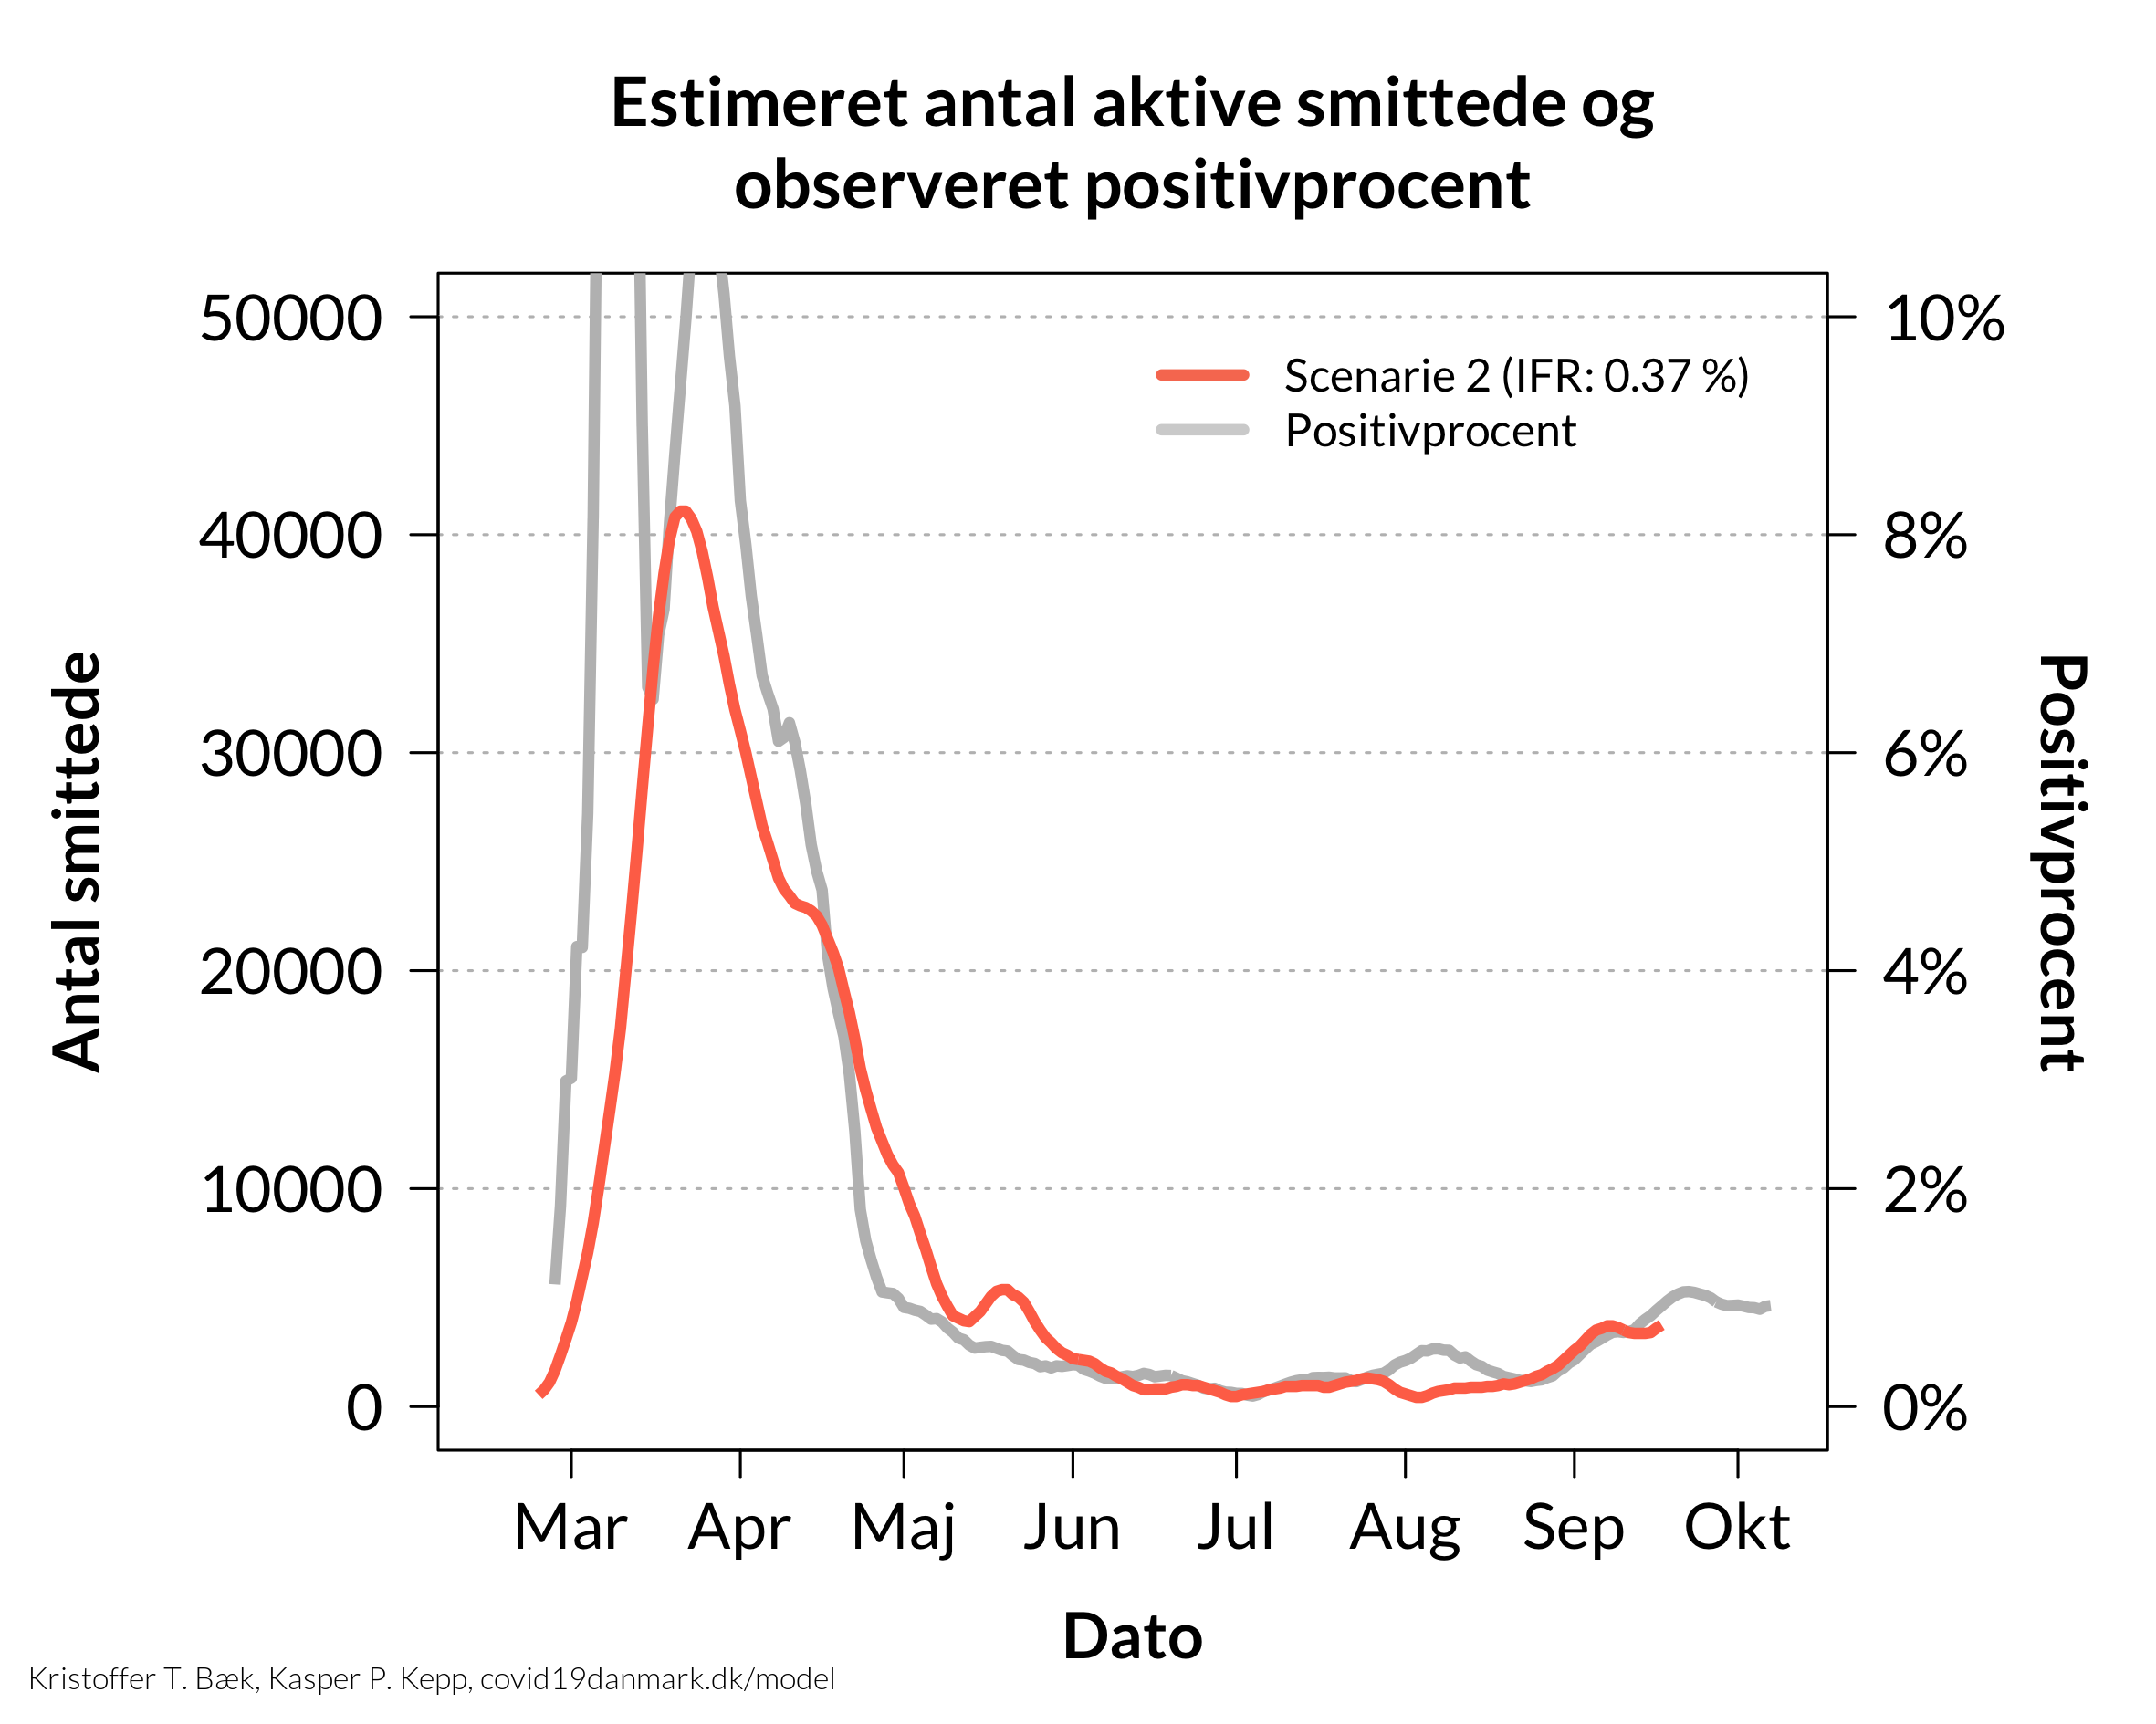 Estimeret antal aktive smittede og
observeret positivprocent
50000
40000
30000
20000
10000
0
Antal smittede
10%
8%
6%
4%
2%
0%
Positivprocent
Scenarie 2 (IFR: 0.37 %)
Positivprocent
Mar Apr Maj Jun Jul Aug Sep Okt
Dato
Kristoffer T. Bæk, Kasper P. Kepp, covid19danmark.dk/model